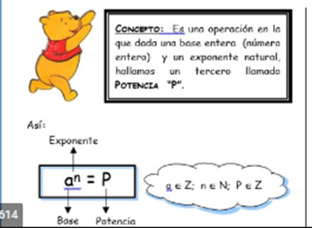 CONCEPTO: Es una operación en la
que dada una base entera (número
entero) y un exponente natural,
hallamos un tercero llamado
POTENCIA "P".
Así:
Exponente
aⁿ = P
a ∈ Z; n ∈ N; P ∈ Z
614
Base Potencia